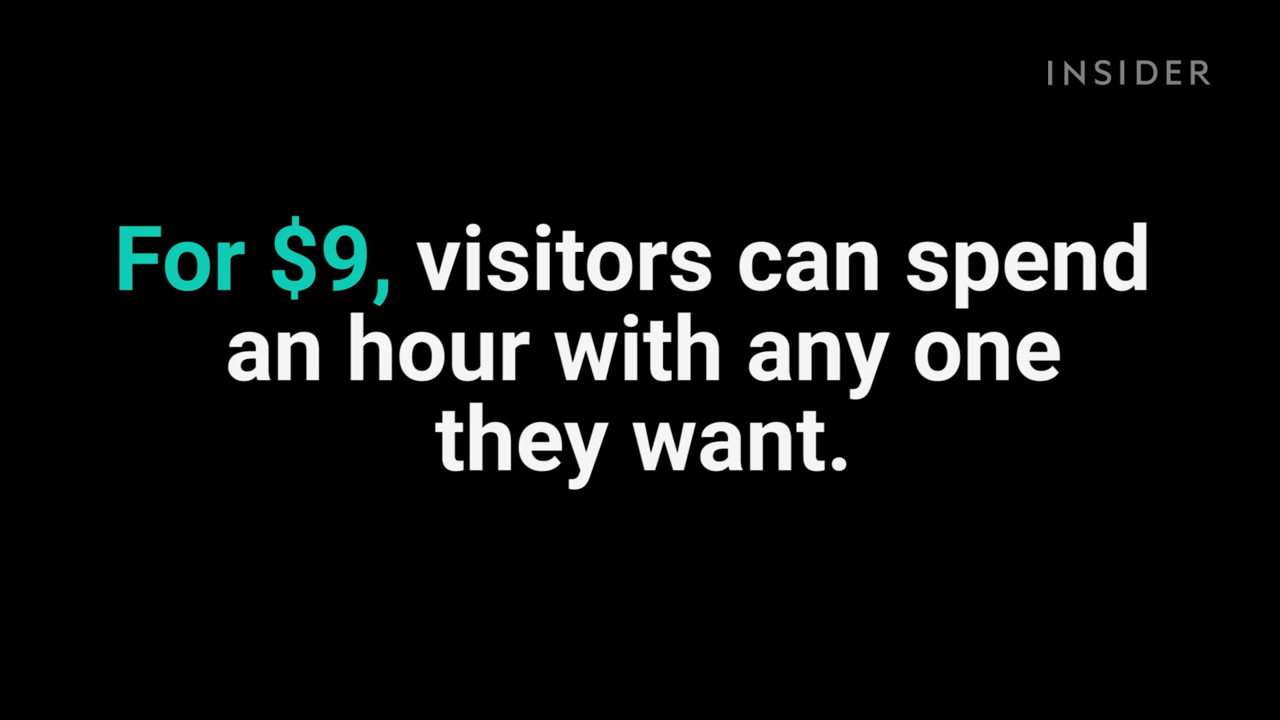 INSIDER
For $9, visitors can spend
an hour with any one
they want.